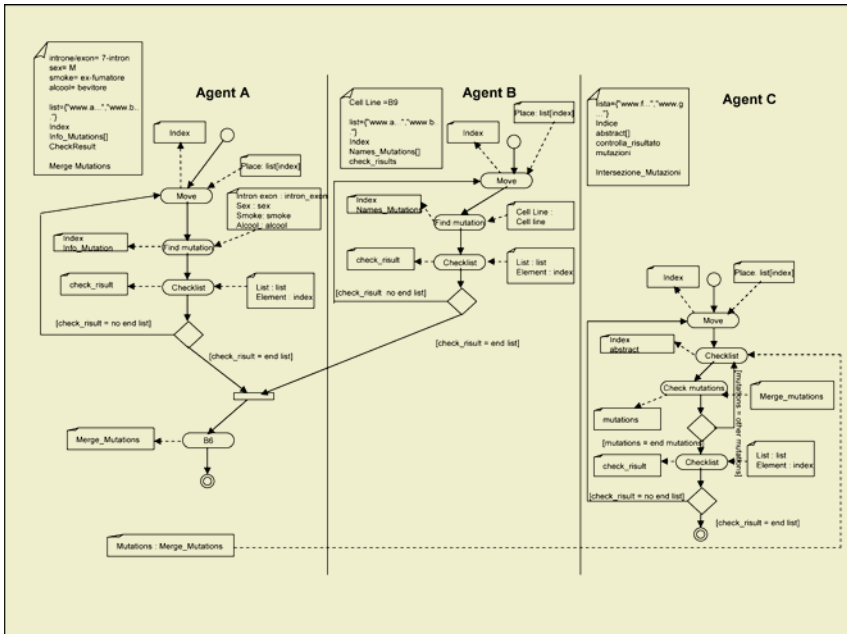 introne/exon= 7-intron
sex= M
smoke= ex-fumatore
alcool= bevitore
list={"www.a...","www.b..
."}
Index
Info_Mutations[]
CheckResult
Merge Mutations
Agent A
Index
Place: list[index]
Move
Intron exon : intron_exon
Sex : sex
Smoke: smoke
Alcool : alcool
Index
Info_Mutation
Find mutation
check_risult
Checklist
List : list
Element : index
[check_risult = no end list]
[check_risult = end list]
Merge_Mutations
B6
Mutations : Merge_Mutations
Agent B
Cell Line =B9
list={"www.a...","www.b..
."}
Index
Names_Mutations[]
check_risults
Index
Place: list[index]
Move
Index
Names_Mutations
Find mutation
Cell Line :
Cell line
check_risult
Checklist
List : list
Element : index
[check_risult no end list]
[check_risult = end list]
Agent C
lista={"www.f...","www.g
..."}
Indice
abstract[]
controlla_risultato
mutazioni
Intersezione_Mutazioni
Index
Place: list[index]
Move
Index
abstract
Checklist
Check mutations
Merge_mutations
mutations
[mutations = other mutations]
[mutations = end mutations]
check_risult
Checklist
List : list
Element : index
[check_risult = no end list]
[check_risult = end list]